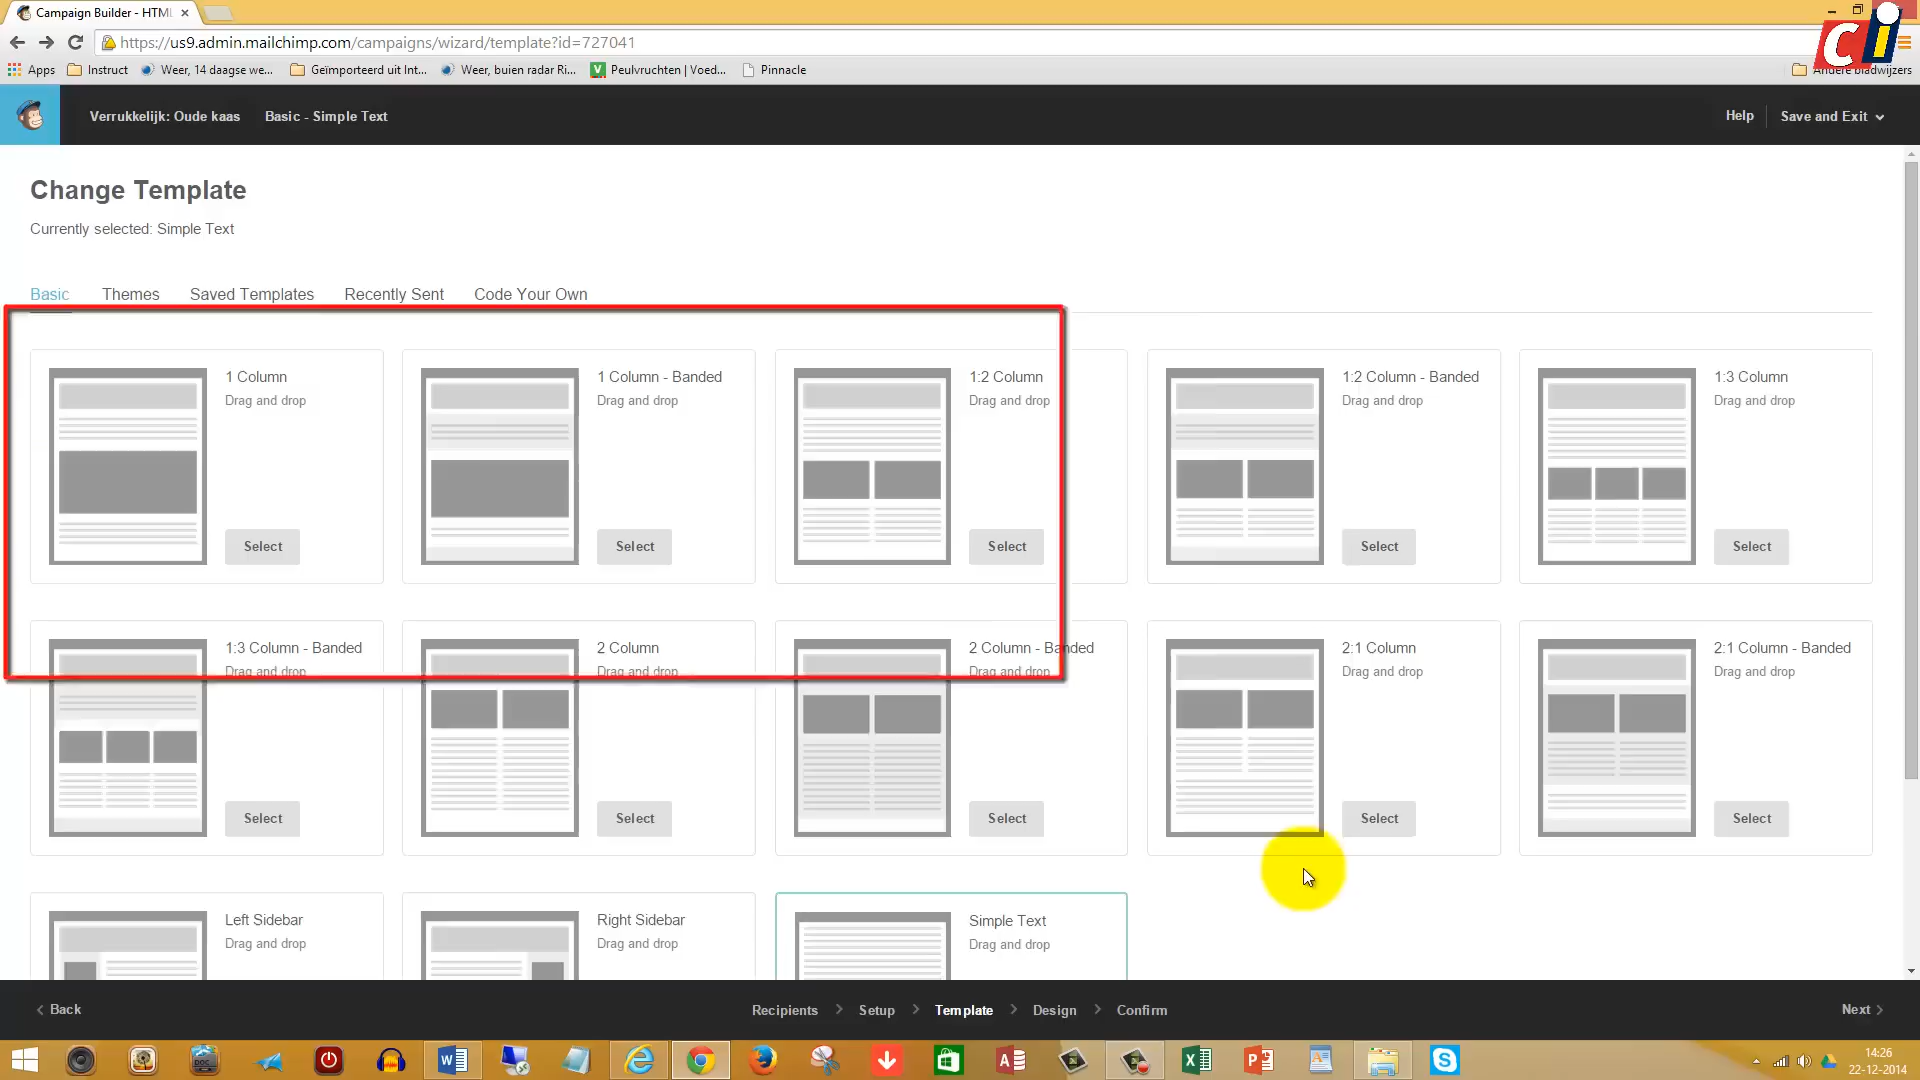 Campaign Builder - HTML
https://us9.admin.mailchimp.com/campaigns/wizard/template?id=727041
Apps Instruct Weer, 14 daagse we... Geïmporteerd uit Int... Weer, buien radar Ri... Peulvruchten | Voed... Pinnacle Andere bladwijzers
Ci
Verrukkelijk: Oude kaas Basic - Simple Text Help Save and Exit
Change Template
Currently selected: Simple Text
Basic Themes Saved Templates Recently Sent Code Your Own
1 Column 1 Column - Banded 1:2 Column 1:2 Column - Banded 1:3 Column
Drag and drop Drag and drop Drag and drop Drag and drop Drag and drop
Select Select Select Select Select
1:3 Column - Banded 2 Column 2 Column - Banded 2:1 Column 2:1 Column - Banded
Drag and drop Drag and drop Drag and drop Drag and drop Drag and drop
Select Select Select Select Select
Left Sidebar Right Sidebar Simple Text
Drag and drop Drag and drop Drag and drop
Back Recipients Setup Template Design Confirm Next
14:26
22-12-2014